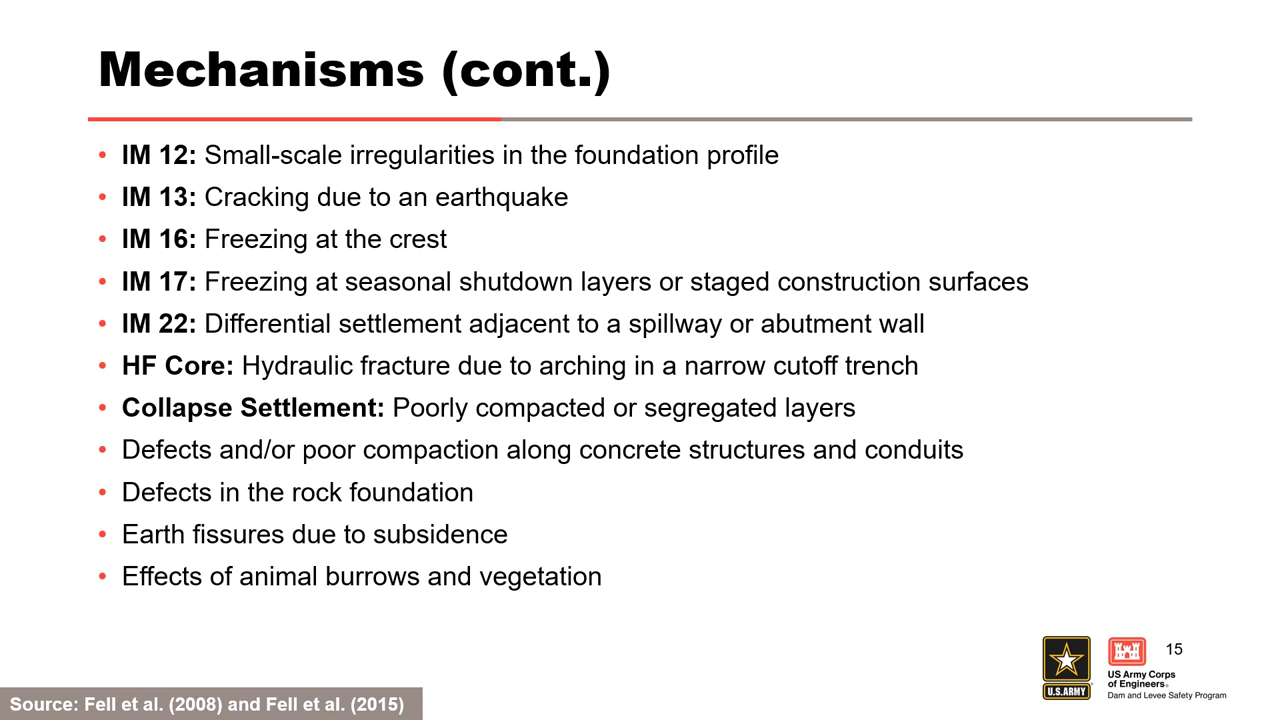 Mechanisms (cont.)
• IM 12: Small-scale irregularities in the foundation profile
• IM 13: Cracking due to an earthquake
• IM 16: Freezing at the crest
• IM 17: Freezing at seasonal shutdown layers or staged construction surfaces
• IM 22: Differential settlement adjacent to a spillway or abutment wall
• HF Core: Hydraulic fracture due to arching in a narrow cutoff trench
• Collapse Settlement: Poorly compacted or segregated layers
• Defects and/or poor compaction along concrete structures and conduits
• Defects in the rock foundation
• Earth fissures due to subsidence
• Effects of animal burrows and vegetation
15
U.S.ARMY
US Army Corps
of Engineers®
Dam and Levee Safety Program
Source: Fell et al. (2008) and Fell et al. (2015)